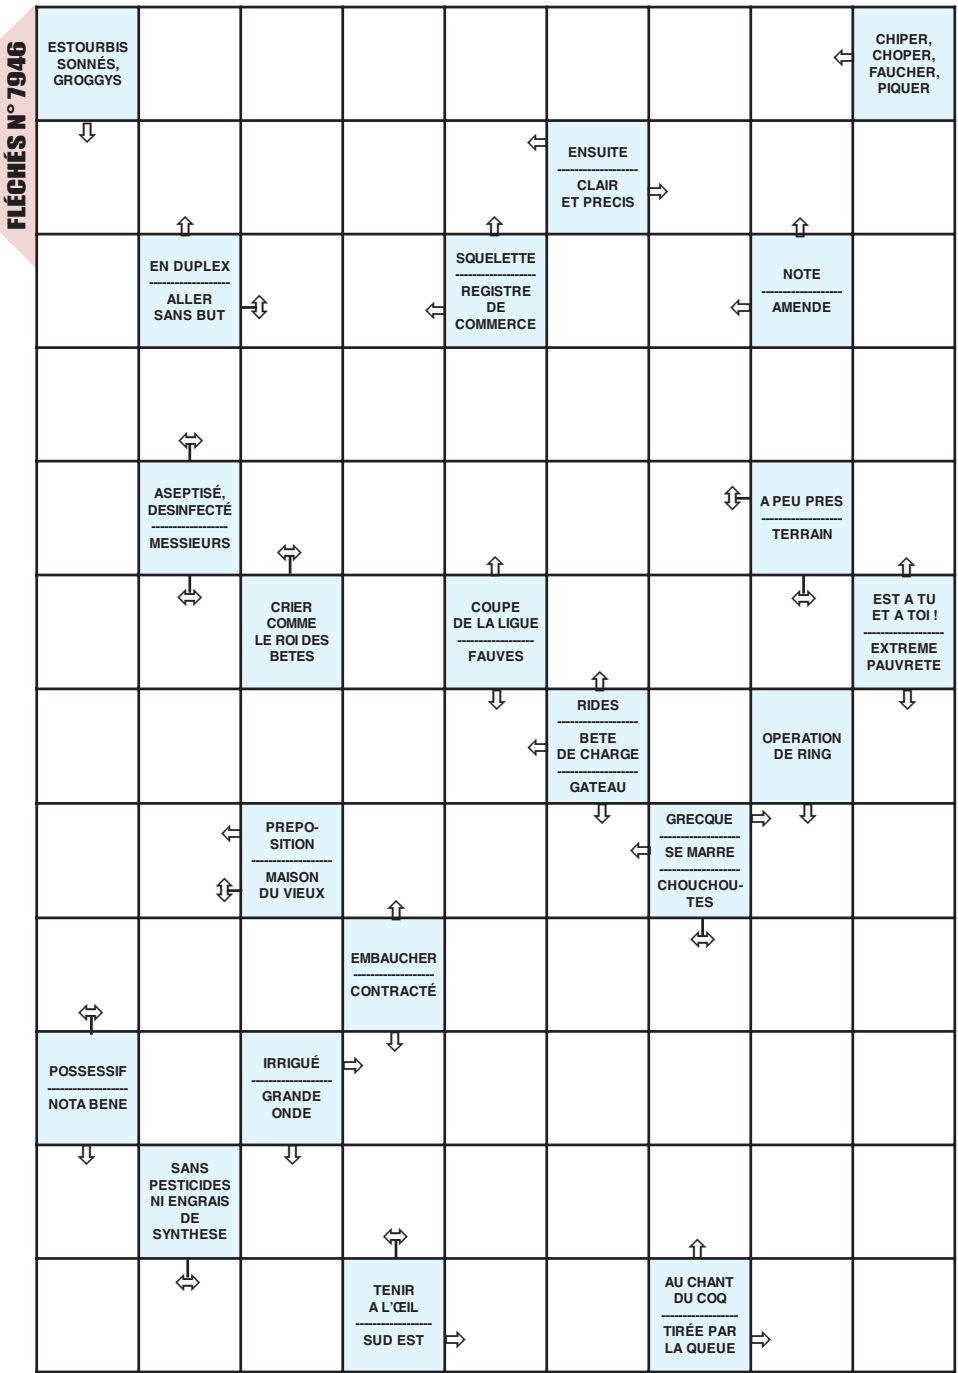 FLÉCHÉS N° 7946
ESTOURBIS
SONNÉS,
GROGGYS
CHIPER,
CHOPER,
FAUCHER,
PIQUER
ENSUITE
CLAIR
ET PRECIS
EN DUPLEX
ALLER
SANS BUT
SQUELETTE
REGISTRE
DE
COMMERCE
NOTE
AMENDE
ASEPTISÉ,
DESINFECTÉ
MESSIEURS
A PEU PRES
TERRAIN
CRIER
COMME
LE ROI DES
BETES
COUPE
DE LA LIGUE
FAUVES
EST A TU
ET A TOI !
EXTREME
PAUVRETE
RIDES
BETE
DE CHARGE
GATEAU
OPERATION
DE RING
PREPO-
SITION
MAISON
DU VIEUX
GRECQUE
SE MARRE
CHOUCHOU-
TES
EMBAUCHER
CONTRACTÉ
POSSESSIF
NOTA BENE
IRRIGUÉ
GRANDE
ONDE
SANS
PESTICIDES
NI ENGRAIS
DE
SYNTHESE
TENIR
A L'ŒIL
SUD EST
AU CHANT
DU COQ
TIRÉE PAR
LA QUEUE